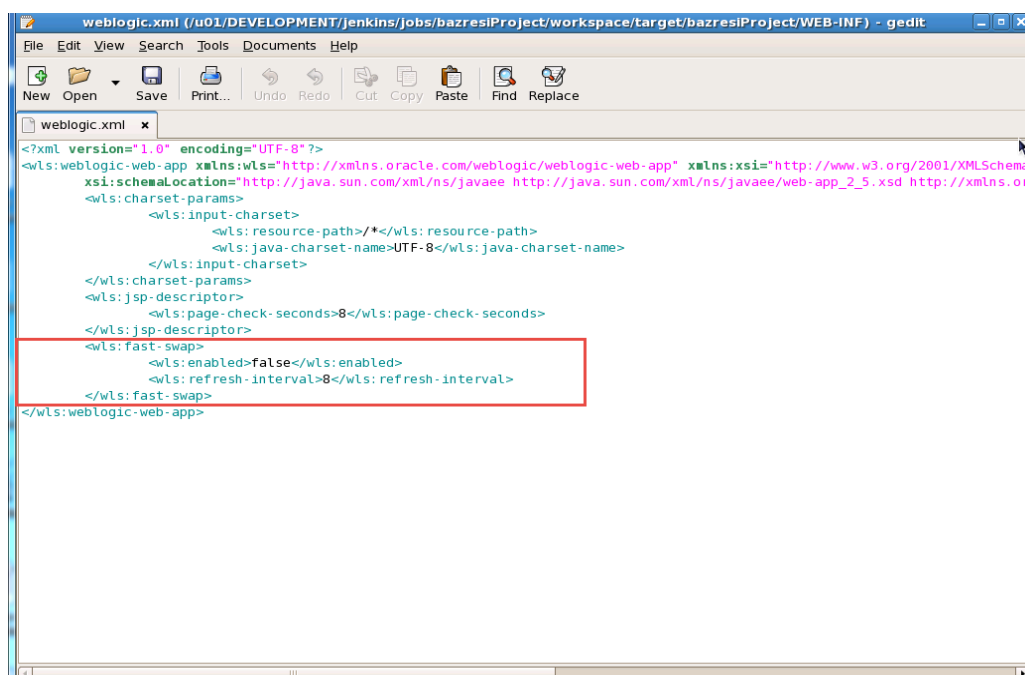 weblogic.xml (/u01/DEVELOPMENT/jenkins/jobs/bazresiProject/workspace/target/bazresiProject/WEB-INF) - gedit
File Edit View Search Tools Documents Help
New Open Save Print... Undo Redo Cut Copy Paste Find Replace
weblogic.xml
<?xml version="1.0" encoding="UTF-8"?>
<wls:weblogic-web-app xmlns:wls="http://xmlns.oracle.com/weblogic/weblogic-web-app" xmlns:xsi="http://www.w3.org/2001/XMLSchema
xsi:schemaLocation="http://java.sun.com/xml/ns/javaee http://java.sun.com/xml/ns/javaee/web-app_2_5.xsd http://xmlns.or
<wls:charset-params>
<wls:input-charset>
<wls:resource-path>/*</wls:resource-path>
<wls:java-charset-name>UTF-8</wls:java-charset-name>
</wls:input-charset>
</wls:charset-params>
<wls:jsp-descriptor>
<wls:page-check-seconds>8</wls:page-check-seconds>
</wls:jsp-descriptor>
<wls:fast-swap>
<wls:enabled>false</wls:enabled>
<wls:refresh-interval>8</wls:refresh-interval>
</wls:fast-swap>
</wls:weblogic-web-app>